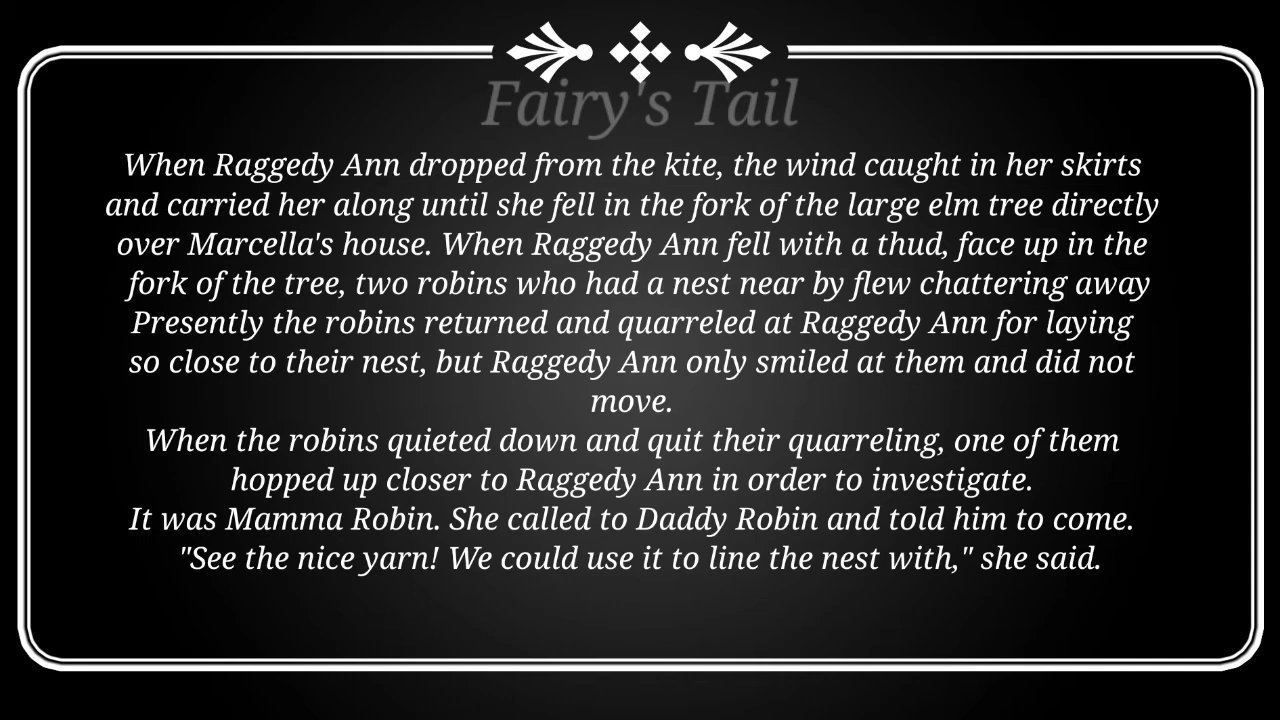 Fairy's Tail
When Raggedy Ann dropped from the kite, the wind caught in her skirts
and carried her along until she fell in the fork of the large elm tree directly
over Marcella's house. When Raggedy Ann fell with a thud, face up in the
fork of the tree, two robins who had a nest near by flew chattering away
Presently the robins returned and quarreled at Raggedy Ann for laying
so close to their nest, but Raggedy Ann only smiled at them and did not
move.
When the robins quieted down and quit their quarreling, one of them
hopped up closer to Raggedy Ann in order to investigate.
It was Mamma Robin. She called to Daddy Robin and told him to come.
"See the nice yarn! We could use it to line the nest with," she said.